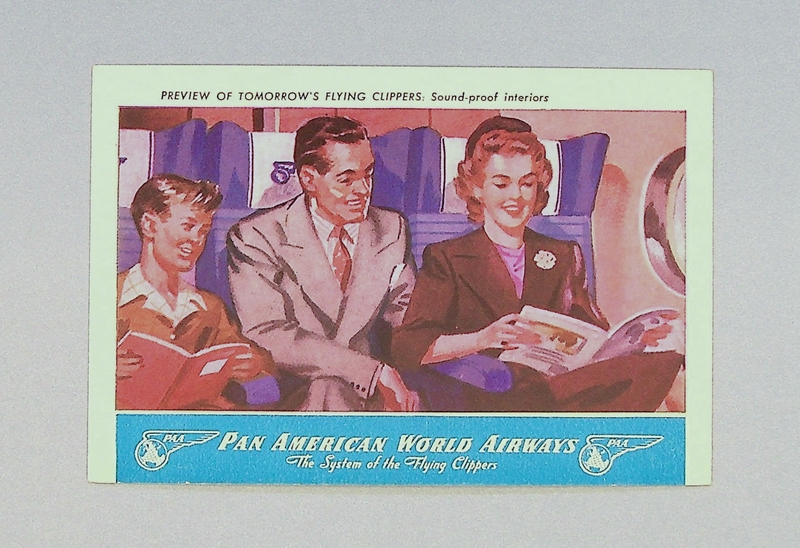 PREVIEW OF TOMORROW'S FLYING CLIPPERS: Sound-proof interiors
PAA PAN AMERICAN WORLD AIRWAYS PAA
The System of the Flying Clippers